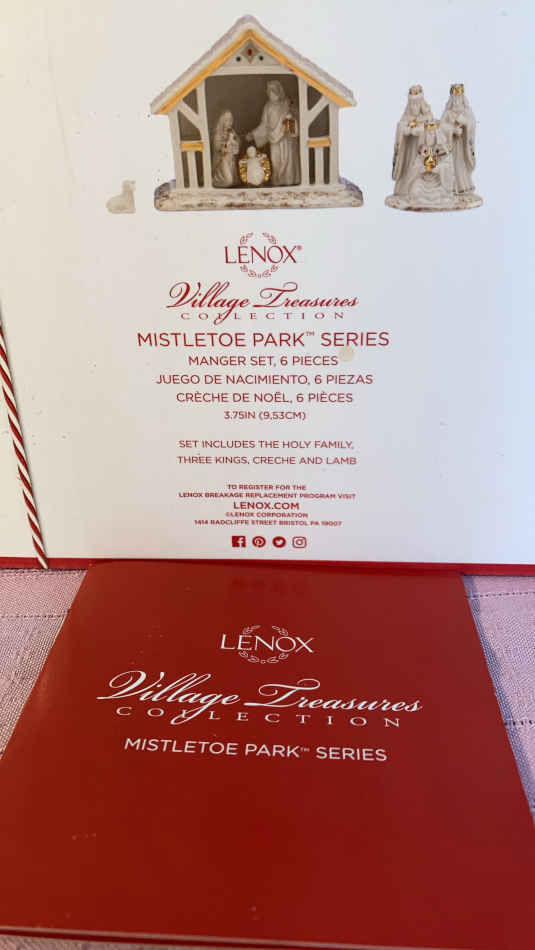 LENOX®
Village Treasures
COLLECTION
MISTLETOE PARK™ SERIES
MANGER SET, 6 PIECES
JUEGO DE NACIMIENTO, 6 PIEZAS
CRÈCHE DE NOËL, 6 PIÈCES
3.75IN (9,53CM)
SET INCLUDES THE HOLY FAMILY,
THREE KINGS, CRECHE AND LAMB
TO REGISTER FOR THE
LENOX BREAKAGE REPLACEMENT PROGRAM VISIT
LENOX.COM
©LENOX CORPORATION
1414 RADCLIFFE STREET BRISTOL PA 19007
LENOX
Village Treasures
COLLECTION
MISTLETOE PARK™ SERIES